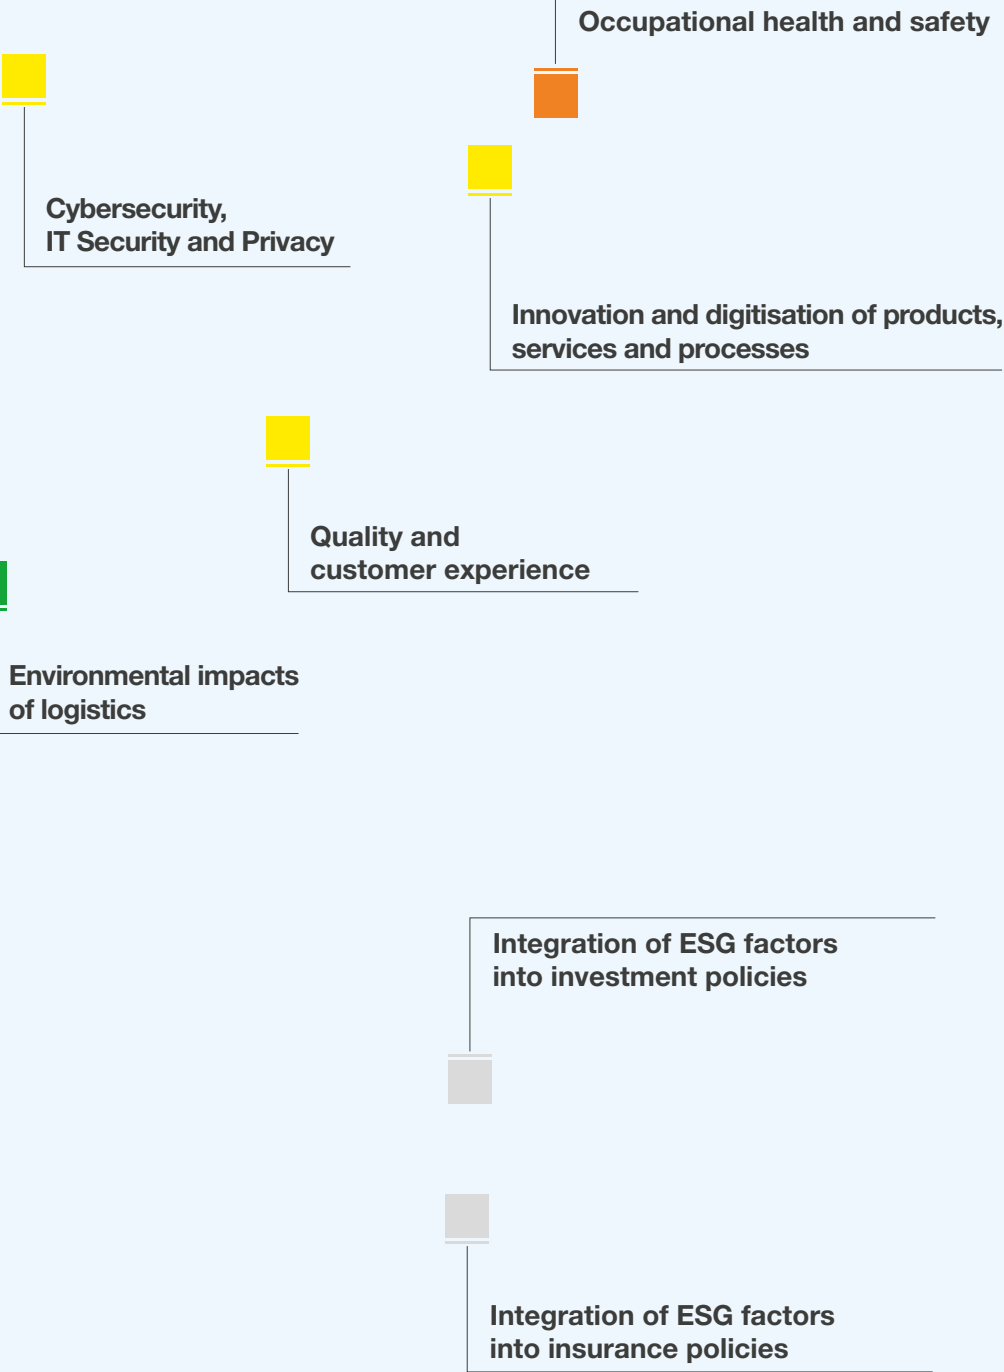 Occupational health and safety
Cybersecurity,
IT Security and Privacy
Innovation and digitisation of products,
services and processes
Quality and
customer experience
Environmental impacts
of logistics
Integration of ESG factors
into investment policies
Integration of ESG factors
into insurance policies